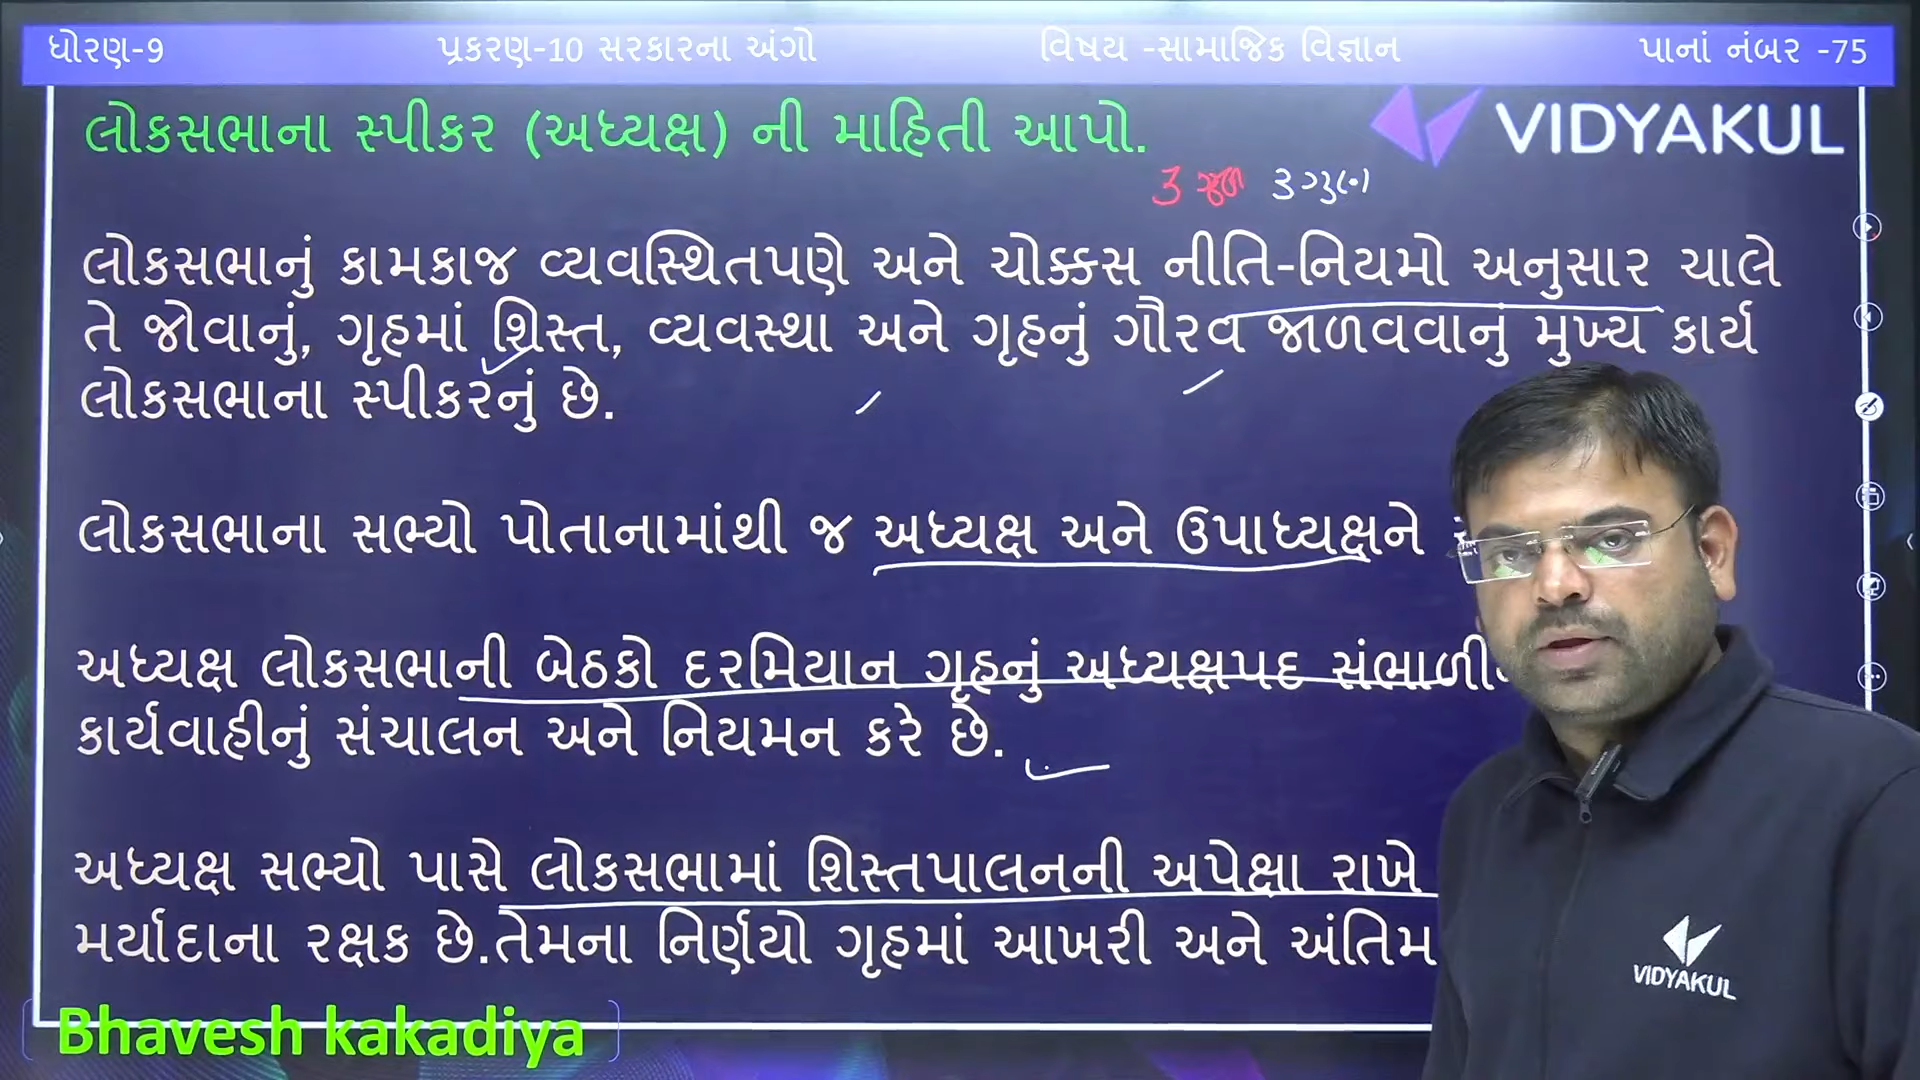 ધોરણ-9 પ્રકરણ-10 સરકારના અંગો વિષય -સામાજિક વિજ્ઞાન પાનાં નંબર -75
લોકસભાના સ્પીકર (અધ્યક્ષ) ની માહિતી આપો.
VIDYAKUL
લોકસભાનું કામકાજ વ્યવસ્થિતપણે અને ચોક્કસ નીતિ-નિયમો અનુસાર ચાલે
તે જોવાનું, ગૃહમાં શિસ્ત, વ્યવસ્થા અને ગૃહનું ગૌરવ જાળવવાનું મુખ્ય કાર્ય
લોકસભાના સ્પીકરનું છે.
લોકસભાના સભ્યો પોતાનામાંથી જ અધ્યક્ષ અને ઉપાધ્યક્ષને
અધ્યક્ષ લોકસભાની બેઠકો દરમિયાન ગૃહનું અધ્યક્ષપદ
કાર્યવાહીનું સંચાલન અને નિયમન કરે છે.
અધ્યક્ષ સભ્યો પાસે લોકસભામાં શિસ્તપાલનની અપેક્ષા રાખે
મર્યાદાના રક્ષક છે.તેમના નિર્ણયો ગૃહમાં આખરી અને અંતિમ
VIDYAKUL
Bhavesh kakadiya